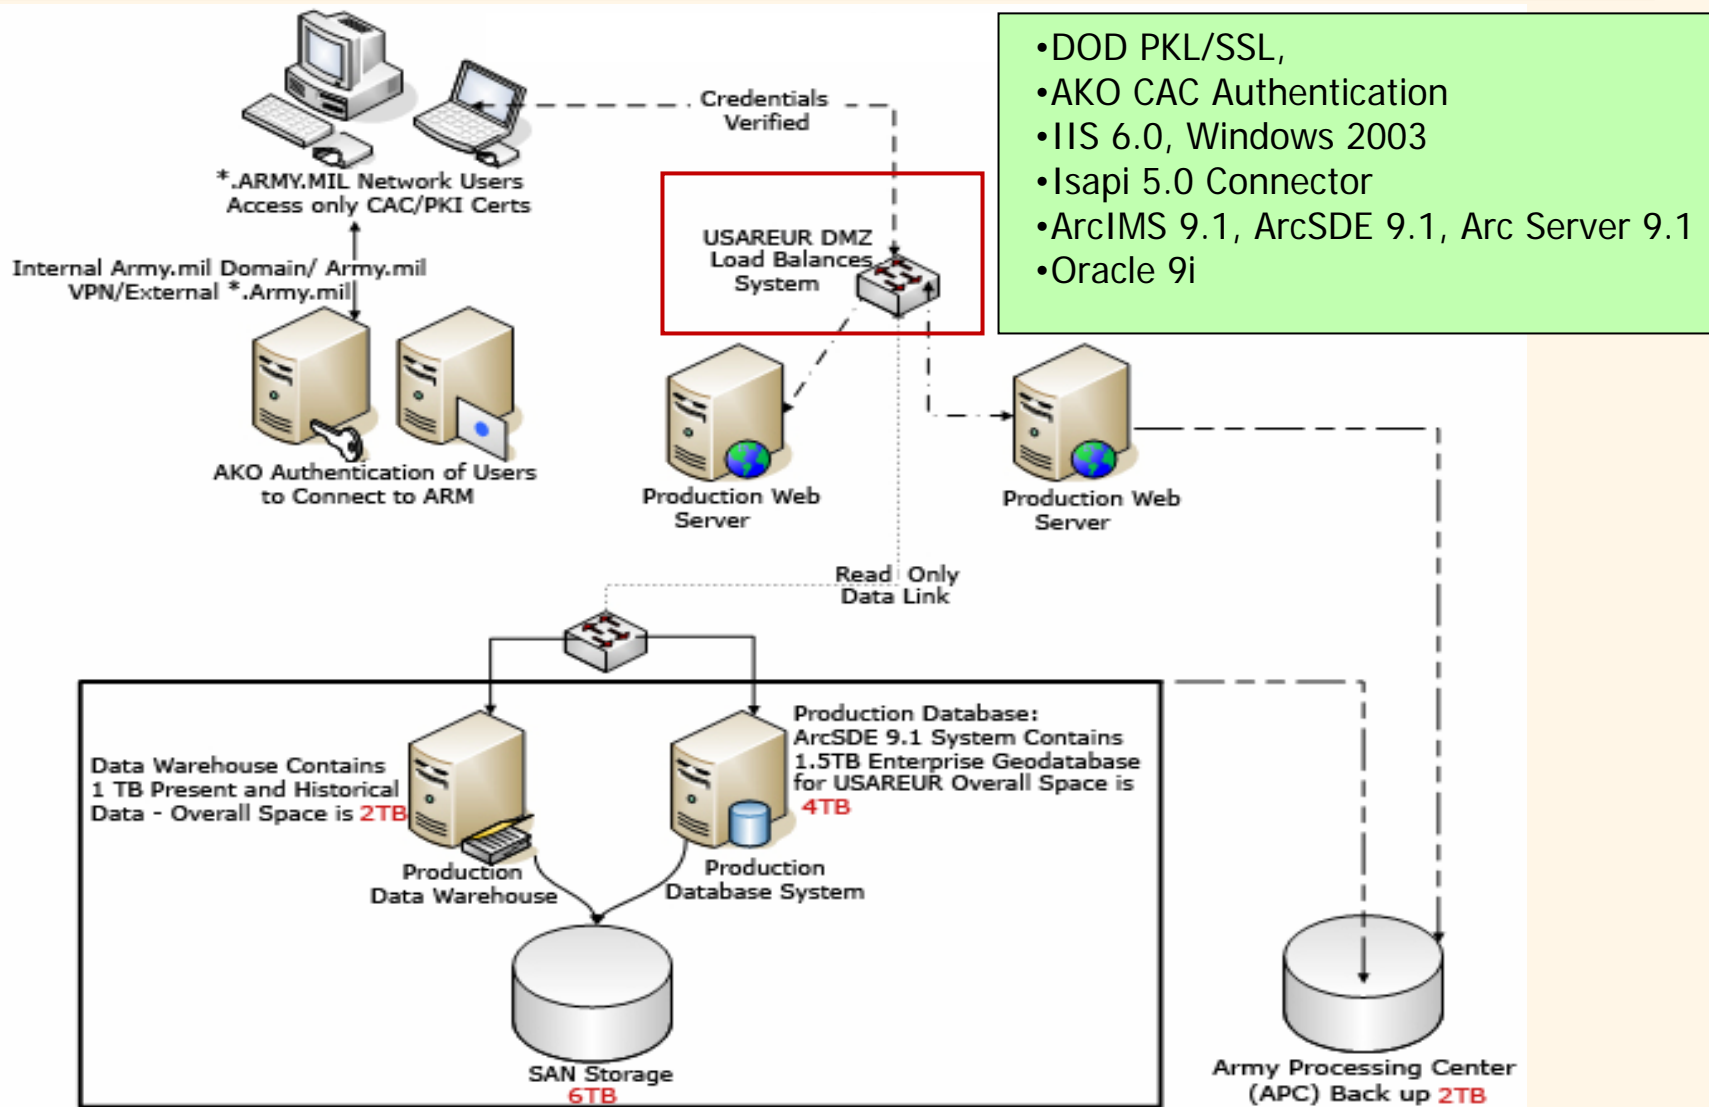 •DOD PKL/SSL,
•AKO CAC Authentication
•IIS 6.0, Windows 2003
•Isapi 5.0 Connector
•ArcIMS 9.1, ArcSDE 9.1, Arc Server 9.1
•Oracle 9i
Credentials
Verified
*.ARMY.MIL Network Users
Access only CAC/PKI Certs
USAREUR DMZ
Load Balances
System
Internal Army.mil Domain/ Army.mil
VPN/External *.Army.mil
AKO Authentication of Users
to Connect to ARM
Production Web
Server
Production Web
Server
Read Only
Data Link
Data Warehouse Contains
1 TB Present and Historical
Data - Overall Space is 2TB
Production Database:
ArcSDE 9.1 System Contains
1.5TB Enterprise Geodatabase
for USAREUR Overall Space is
4TB
Production
Data Warehouse
Production
Database System
SAN Storage
6TB
Army Processing Center
(APC) Back up 2TB